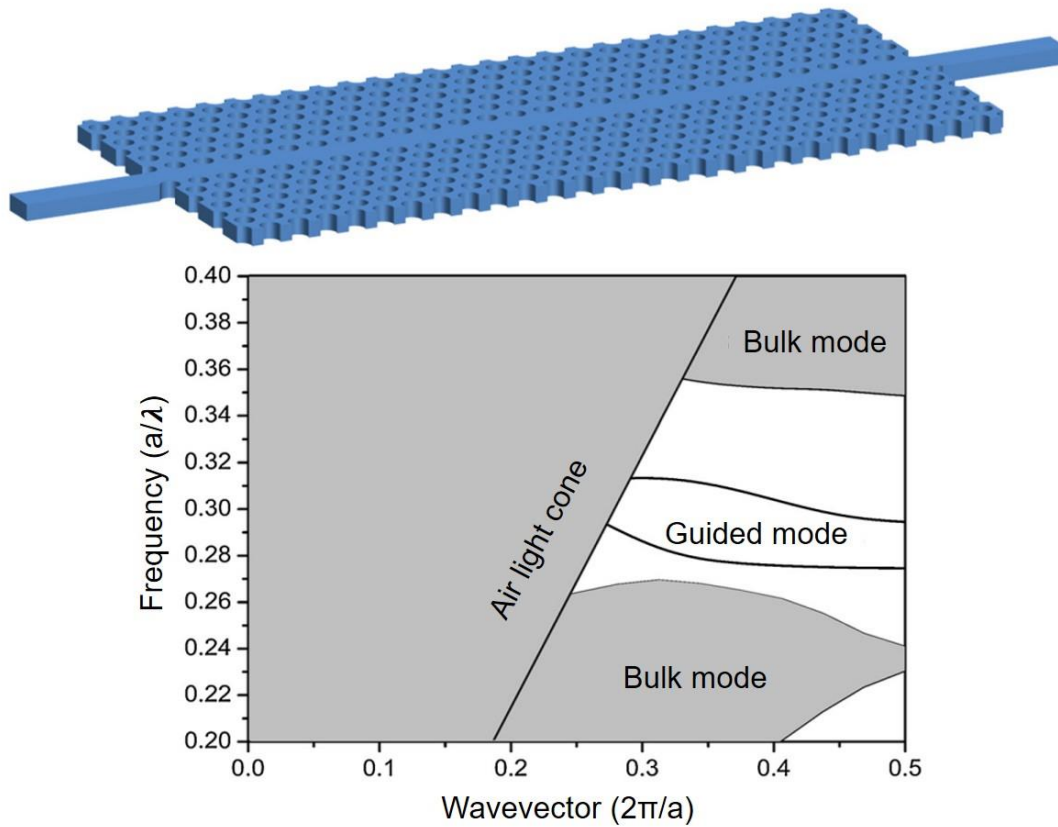 0.40
0.38
Bulk mode
0.36
0.34
Frequency (a/λ)
0.32
Air light cone
0.30
Guided mode
0.28
0.26
0.24
Bulk mode
0.22
0.20
0.0 0.1 0.2 0.3 0.4 0.5
Wavevector (2π/a)